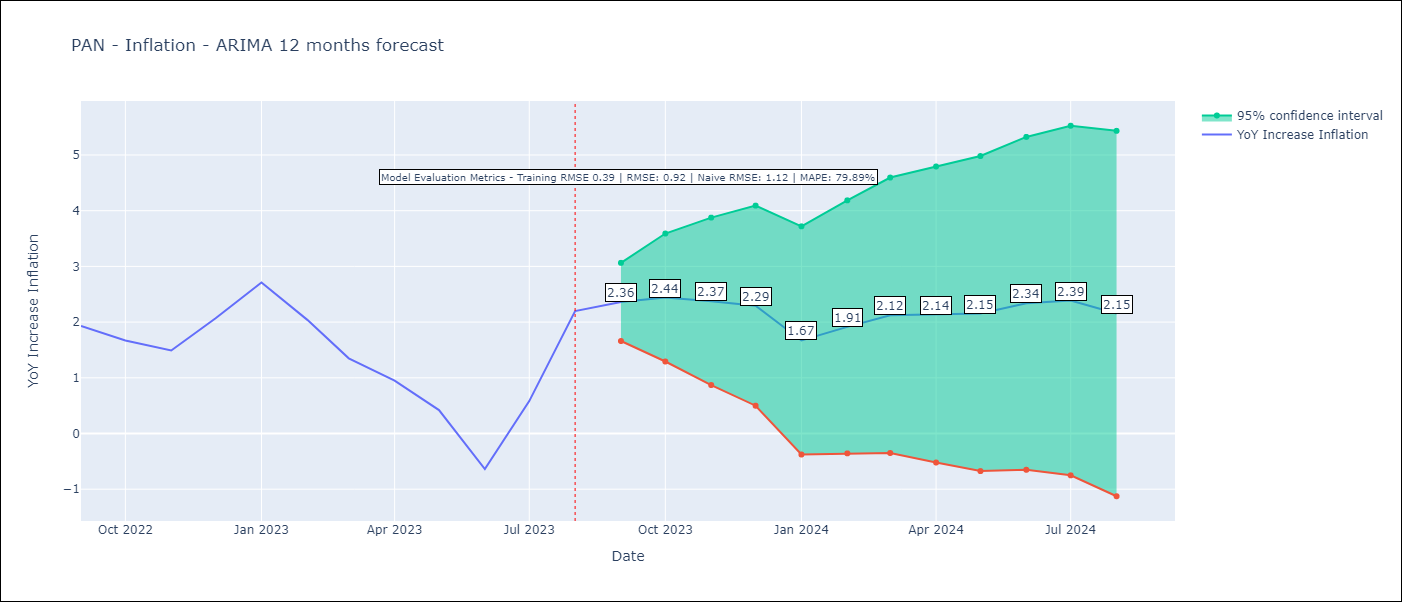 PAN - Inflation - ARIMA 12 months forecast
95% confidence interval
YoY Increase Inflation
Model Evaluation Metrics - Training RMSE 0.39 | RMSE: 0.92 | Naive RMSE: 1.12 | MAPE: 79.89%
YoY Increase Inflation
5
4
3
2
1
0
−1
2.36
2.44
2.37
2.29
1.67
1.91
2.12
2.14
2.15
2.34
2.39
2.15
Oct 2022
Jan 2023
Apr 2023
Jul 2023
Oct 2023
Jan 2024
Apr 2024
Jul 2024
Date